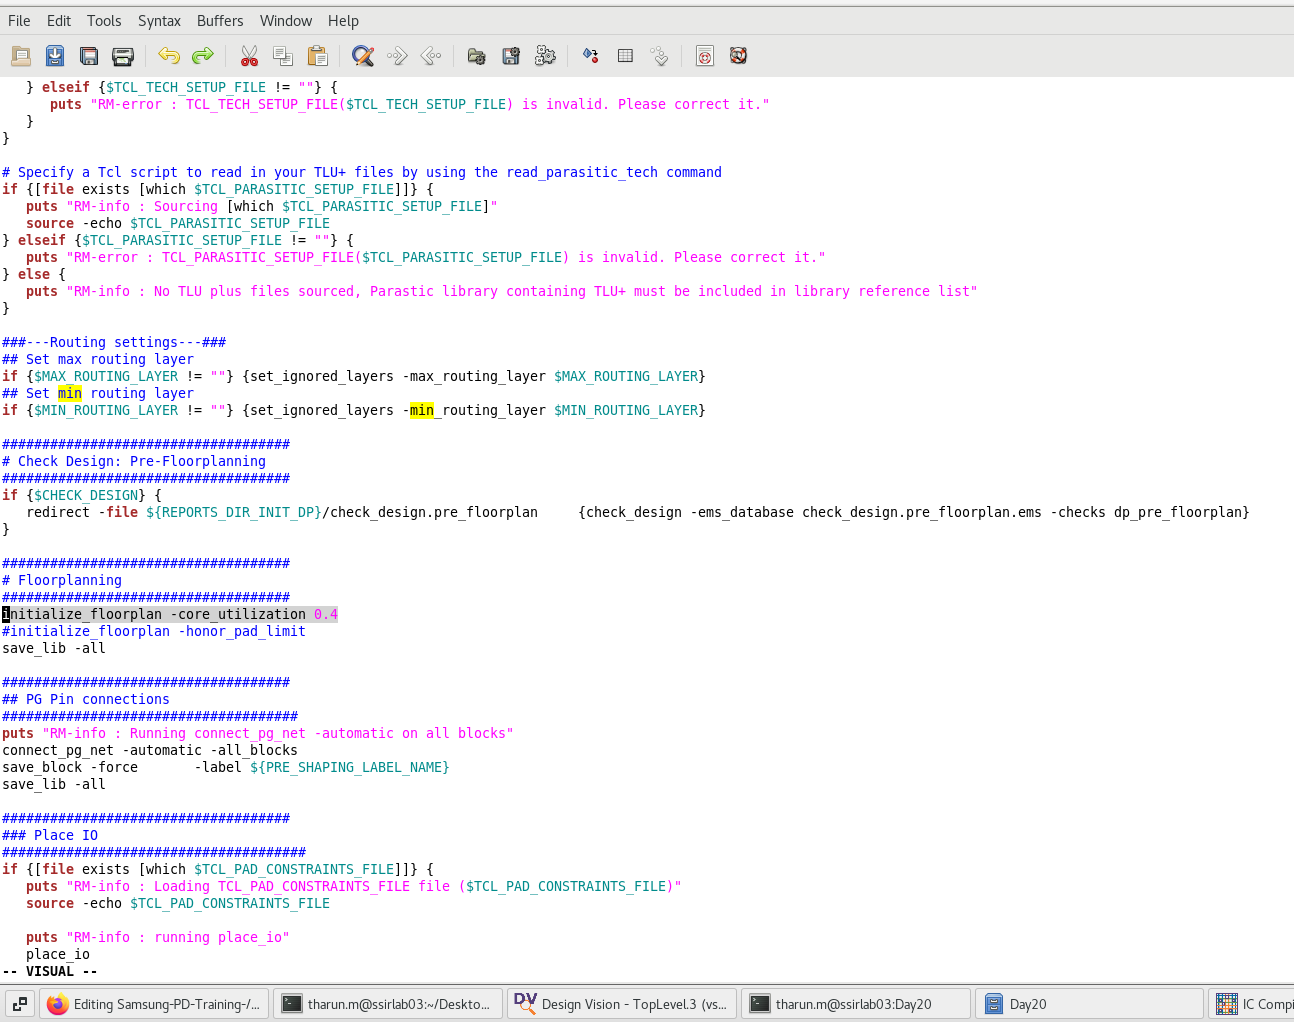 File Edit Tools Syntax Buffers Window Help
   } elseif {$TCL_TECH_SETUP_FILE != ""} {
      puts "RM-error : TCL_TECH_SETUP_FILE($TCL_TECH_SETUP_FILE) is invalid. Please correct it."
   }
}
# Specify a Tcl script to read in your TLU+ files by using the read_parasitic_tech command
if {[file exists [which $TCL_PARASITIC_SETUP_FILE]]} {
   puts "RM-info : Sourcing [which $TCL_PARASITIC_SETUP_FILE]"
   source -echo $TCL_PARASITIC_SETUP_FILE
} elseif {$TCL_PARASITIC_SETUP_FILE != ""} {
   puts "RM-error : TCL_PARASITIC_SETUP_FILE($TCL_PARASITIC_SETUP_FILE) is invalid. Please correct it."
} else {
   puts "RM-info : No TLU plus files sourced, Parastic library containing TLU+ must be included in library reference list"
}
###---Routing settings---###
## Set max routing layer
if {$MAX_ROUTING_LAYER != ""} {set_ignored_layers -max_routing_layer $MAX_ROUTING_LAYER}
## Set min routing layer
if {$MIN_ROUTING_LAYER != ""} {set_ignored_layers -min_routing_layer $MIN_ROUTING_LAYER}
####################################
# Check Design: Pre-Floorplanning
####################################
if {$CHECK_DESIGN} {
   redirect -file ${REPORTS_DIR_INIT_DP}/check_design.pre_floorplan     {check_design -ems_database check_design.pre_floorplan.ems -checks dp_pre_floorplan}
}
####################################
# Floorplanning
####################################
initialize_floorplan -core_utilization 0.4
#initialize_floorplan -honor_pad_limit
save_lib -all
####################################
## PG Pin connections
#####################################
puts "RM-info : Running connect_pg_net -automatic on all blocks"
connect_pg_net -automatic -all_blocks
save_block -force       -label ${PRE_SHAPING_LABEL_NAME}
save_lib -all
####################################
### Place IO
######################################
if {[file exists [which $TCL_PAD_CONSTRAINTS_FILE]]} {
   puts "RM-info : Loading TCL_PAD_CONSTRAINTS_FILE file ($TCL_PAD_CONSTRAINTS_FILE)"
   source -echo $TCL_PAD_CONSTRAINTS_FILE
   puts "RM-info : running place_io"
   place_io
-- VISUAL --
Editing Samsung-PD-Training-/... tharun.m@ssirlab03:~/Deskto... DV Design Vision - TopLevel.3 (vs... tharun.m@ssirlab03:Day20 Day20 IC Compi